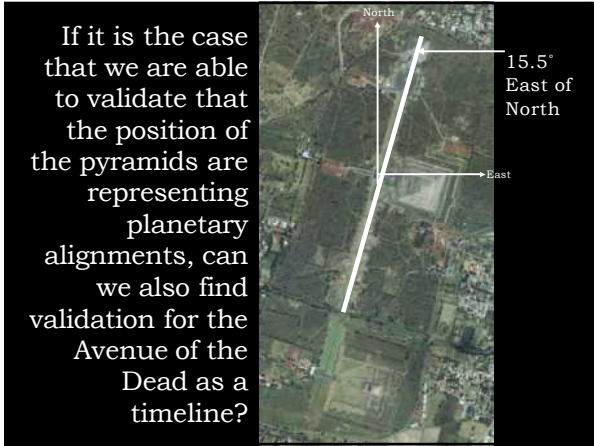 If it is the case
that we are able
to validate that
the position of
the pyramids are
representing
planetary
alignments, can
we also find
validation for the
Avenue of the
Dead as a
timeline?
North
15.5°
East of
North
East